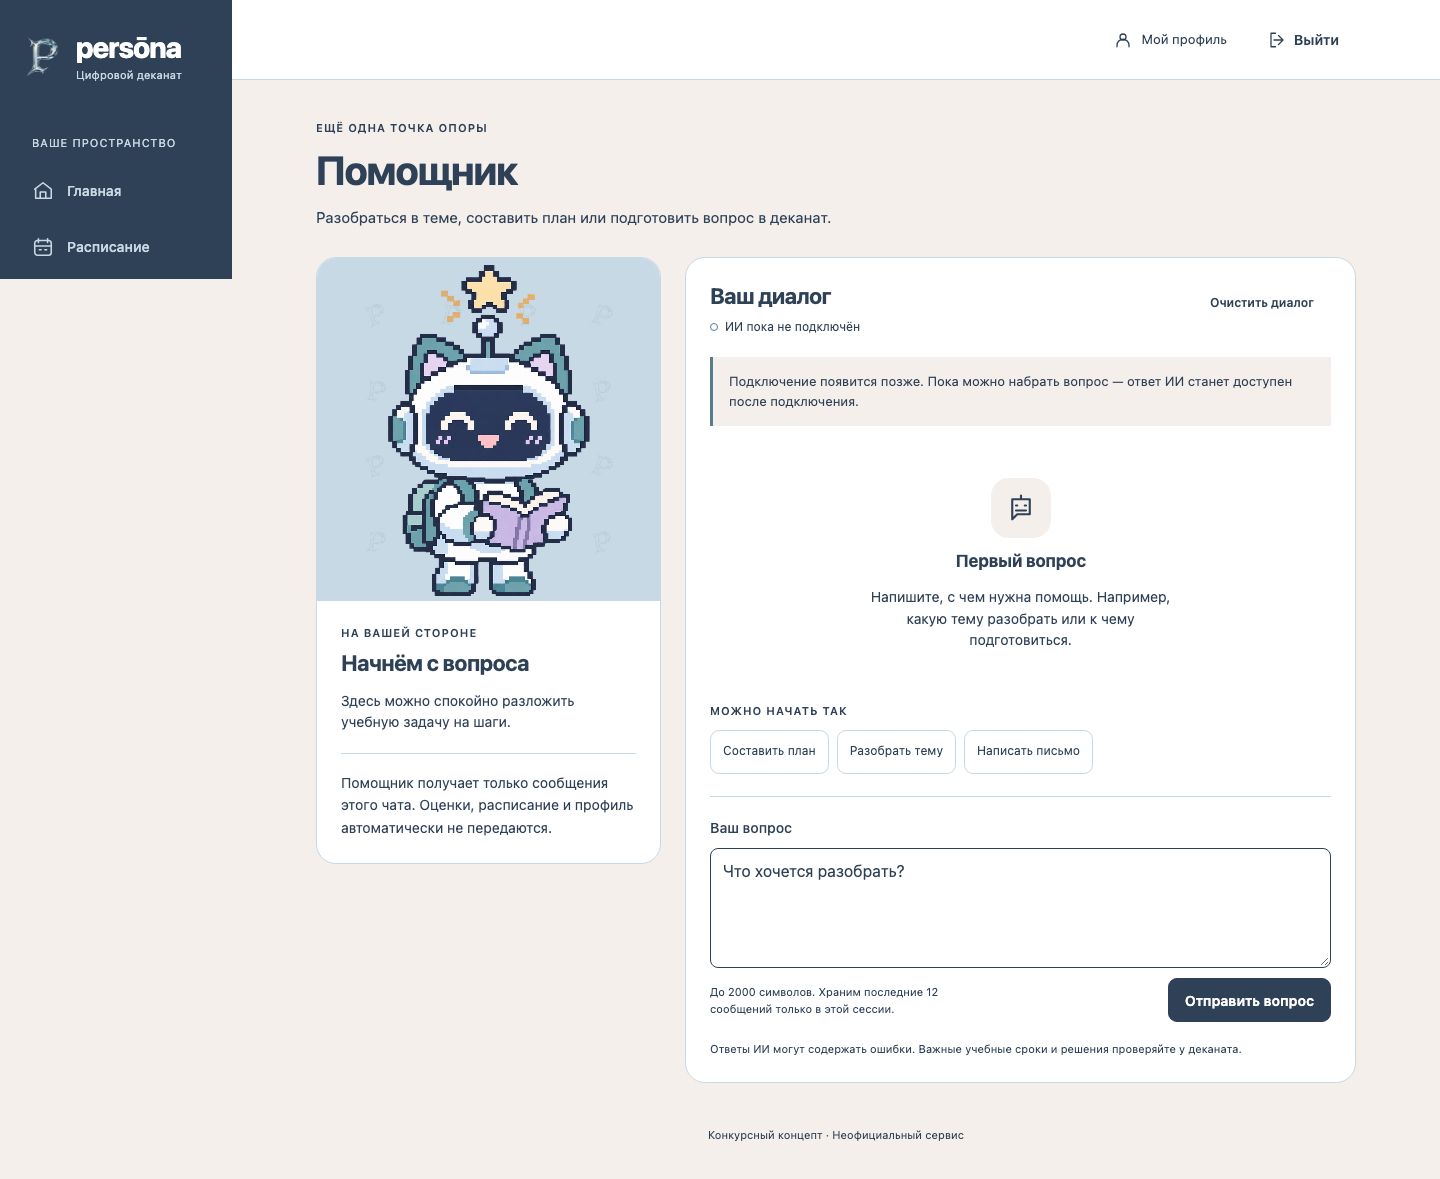 persōna
Цифровой деканат
ВАШЕ ПРОСТРАНСТВО
Главная
Расписание
Мой профиль
Выйти
ЕЩЁ ОДНА ТОЧКА ОПОРЫ
Помощник
Разобраться в теме, составить план или подготовить вопрос в деканат.
НА ВАШЕЙ СТОРОНЕ
Начнём с вопроса
Здесь можно спокойно разложить
учебную задачу на шаги.
Помощник получает только сообщения
этого чата. Оценки, расписание и профиль
автоматически не передаются.
Ваш диалог
Очистить диалог
ИИ пока не подключён
Подключение появится позже. Пока можно набрать вопрос — ответ ИИ станет доступен
после подключения.
Первый вопрос
Напишите, с чем нужна помощь. Например,
какую тему разобрать или к чему
подготовиться.
МОЖНО НАЧАТЬ ТАК
Составить план
Разобрать тему
Написать письмо
Ваш вопрос
Что хочется разобрать?
До 2000 символов. Храним последние 12
сообщений только в этой сессии.
Отправить вопрос
Ответы ИИ могут содержать ошибки. Важные учебные сроки и решения проверяйте у деканата.
Конкурсный концепт · Неофициальный сервис